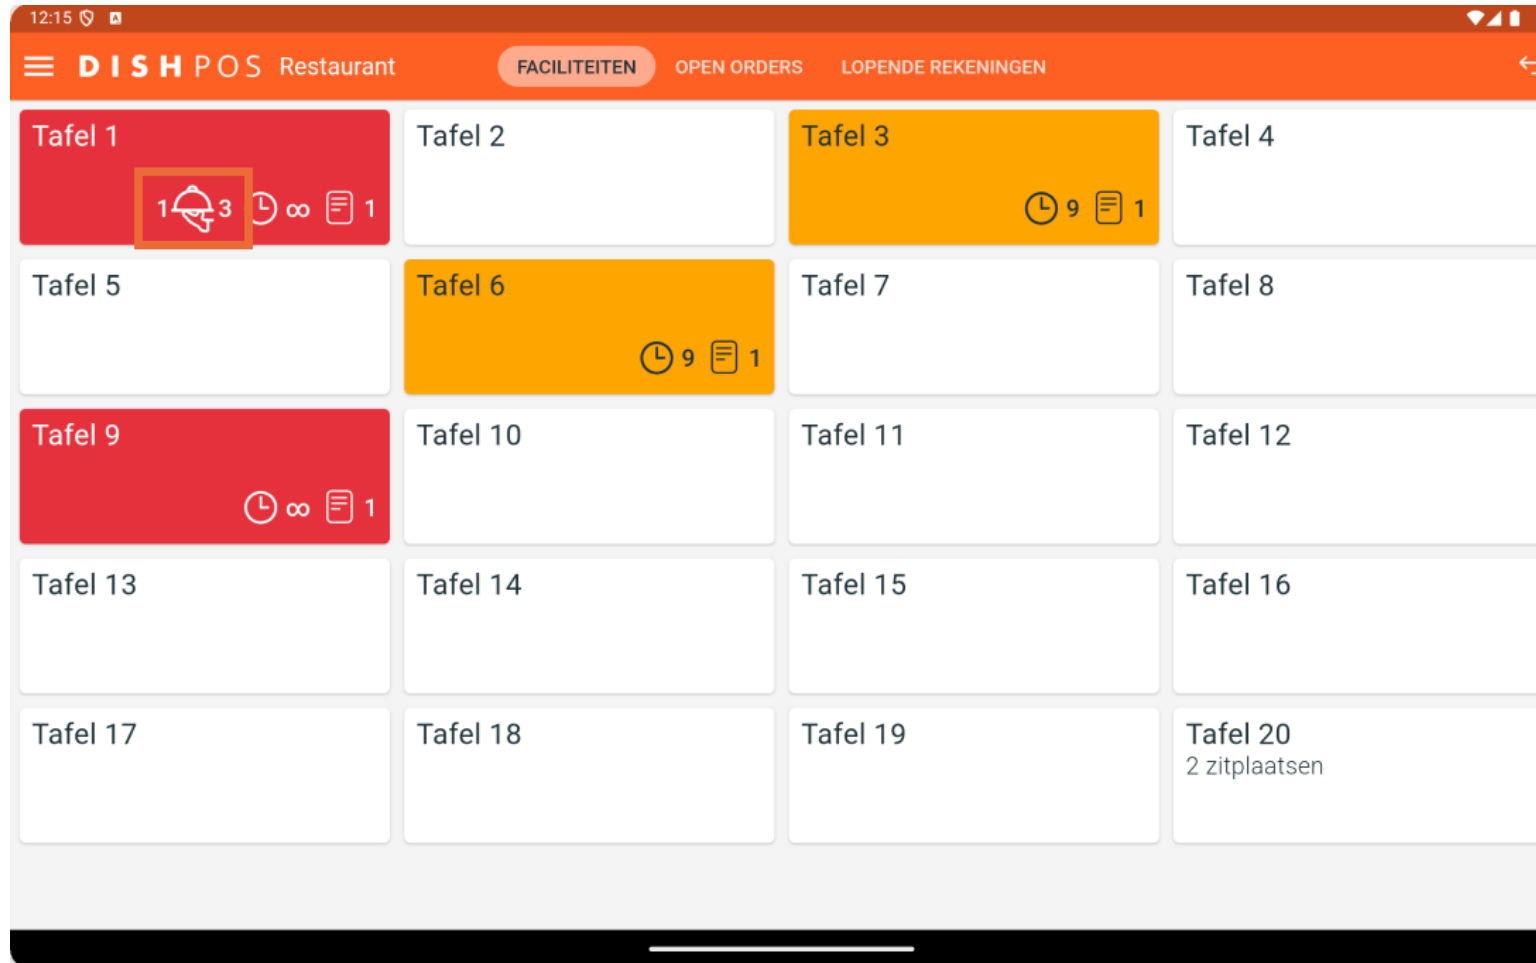 12:15
DISH POS Restaurant FACILITEITEN OPEN ORDERS LOPENDE REKENINGEN
Tafel 1 Tafel 2 Tafel 3 Tafel 4
1 3 ∞ 1 9 1
Tafel 5 Tafel 6 Tafel 7 Tafel 8
9 1
Tafel 9 Tafel 10 Tafel 11 Tafel 12
∞ 1
Tafel 13 Tafel 14 Tafel 15 Tafel 16
Tafel 17 Tafel 18 Tafel 19 Tafel 20
2 zitplaatsen